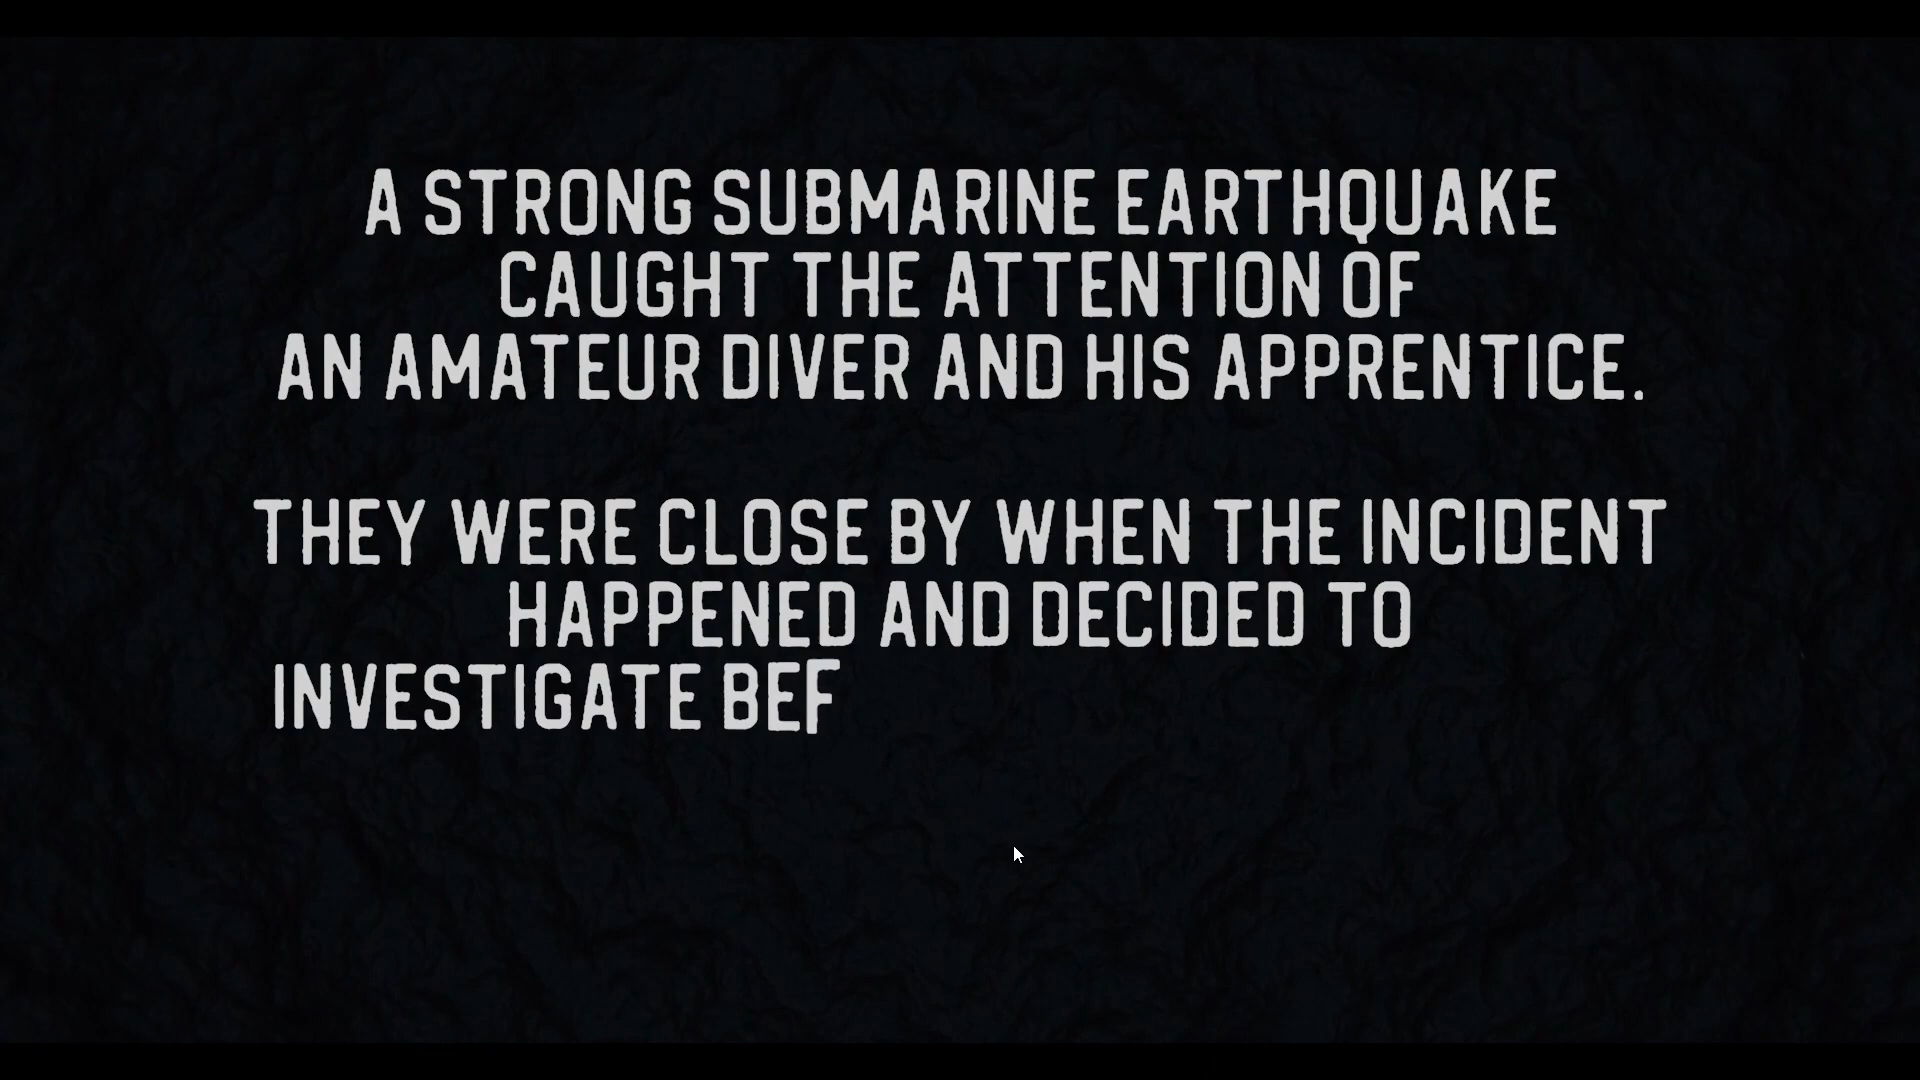 A STRONG SUBMARINE EARTHQUAKE
CAUGHT THE ATTENTION OF
AN AMATEUR DIVER AND HIS APPRENTICE.
THEY WERE CLOSE BY WHEN THE INCIDENT
HAPPENED AND DECIDED TO
INVESTIGATE BEF